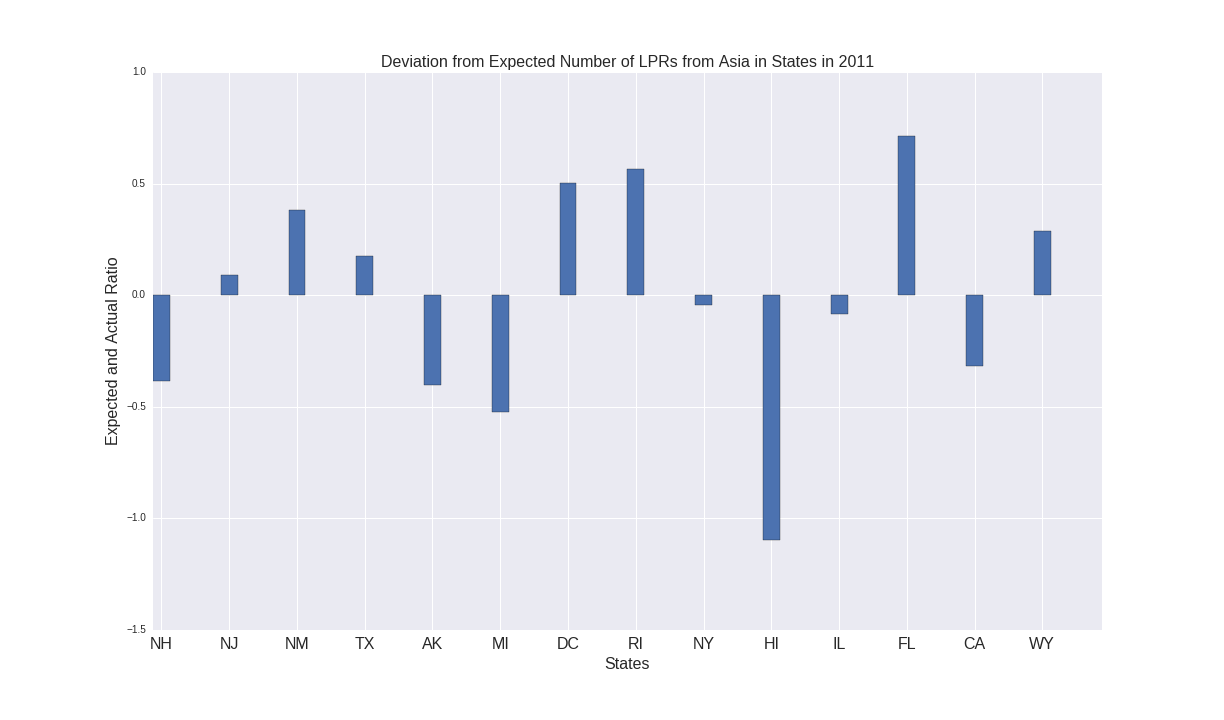 Deviation from Expected Number of LPRs from Asia in States in 2011
1.0
0.5
0.0
−0.5
−1.0
−1.5
Expected and Actual Ratio
NH NJ NM TX AK MI DC RI NY HI IL FL CA WY
States